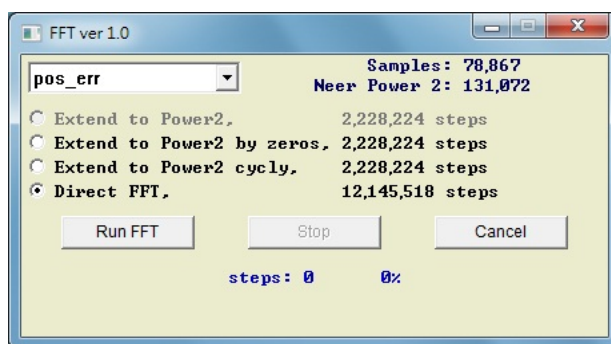 FFT ver 1.0
pos_err
Samples: 78,867
Neer Power 2: 131,072
Extend to Power2, 2,228,224 steps
Extend to Power2 by zeros, 2,228,224 steps
Extend to Power2 cycly, 2,228,224 steps
Direct FFT, 12,145,518 steps
Run FFT Stop Cancel
steps: 0 0%